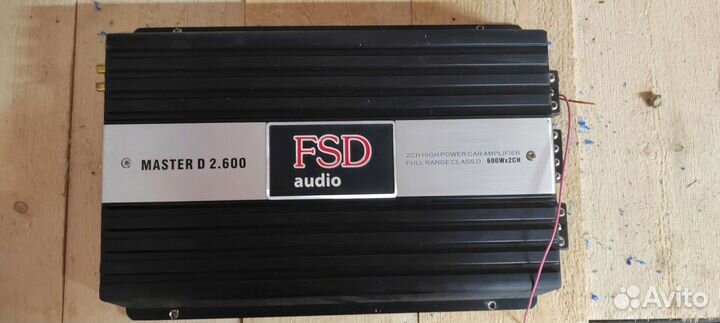 MASTER D 2.600
FSD
audio
2CH HIGH POWER CAR AMPLIFIER
FULL RANGE CLASS D 600Wx2CH
Avito